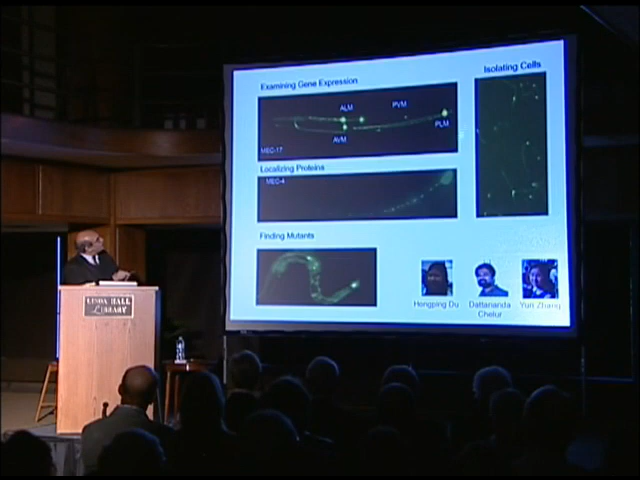 Examining Gene Expression
ALM
PVM
PLM
AVM
MEC-17
Localizing Proteins
MEC-4
Finding Mutants
Isolating Cells
Hongping Du
Dattananda
Chelur
Yun Zhang
LINDA HALL
LIBRARY